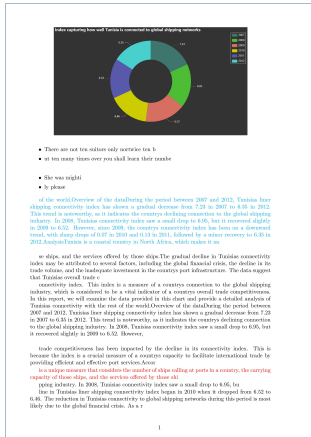 Index capturing how well Tunisia is connected to global shipping networks
2007
2008
2009
2010
2011
2012
• There are not ten suitors only nortwice ten b
• ut ten many times over you shall learn their numbe
• She was mighti
• ly please
of the world.Overview of the dataDuring the period between 2007 and 2012, Tunisias liner
shipping connectivity index has shown a gradual decrease from 7.23 in 2007 to 6.35 in 2012.
This trend is noteworthy, as it indicates the countrys declining connection to the global shipping
industry. In 2008, Tunisias connectivity index saw a small drop to 6.95, but it recovered slightly
in 2009 to 6.52. However, since 2009, the countrys connectivity index has been on a downward
trend, with sharp drops of 0.07 in 2010 and 0.13 in 2011, followed by a minor recovery to 6.35 in
2012.AnalysisTunisia is a coastal country in North Africa, which makes it an
se ships, and the services offered by those ships.The gradual decline in Tunisias connectivity
index may be attributed to several factors, including the global financial crisis, the decline in its
trade volume, and the inadequate investment in the countrys port infrastructure. The data suggest
that Tunisias overall trade c
onnectivity index. This index is a measure of a countrys connection to the global shipping
industry, which is considered to be a vital indicator of a countrys overall trade competitiveness.
In this report, we will examine the data provided in this chart and provide a detailed analysis of
Tunisias connectivity with the rest of the world.Overview of the dataDuring the period between
2007 and 2012, Tunisias liner shipping connectivity index has shown a gradual decrease from 7.23
in 2007 to 6.35 in 2012. This trend is noteworthy, as it indicates the countrys declining connection
to the global shipping industry. In 2008, Tunisias connectivity index saw a small drop to 6.95, but
it recovered slightly in 2009 to 6.52. However,
trade competitiveness has been impacted by the decline in its connectivity index. This is
because the index is a crucial measure of a countrys capacity to facilitate international trade by
providing efficient and effective port services.Accor
is a unique measure that considers the number of ships calling at ports in a country, the carrying
capacity of those ships, and the services offered by those shi
pping industry. In 2008, Tunisias connectivity index saw a small drop to 6.95, bu
line in Tunisias liner shipping connectivity index began in 2010 when it dropped from 6.52 to
6.46. The reduction in Tunisias connectivity to global shipping networks during this period is most
likely due to the global financial crisis. As a r
1